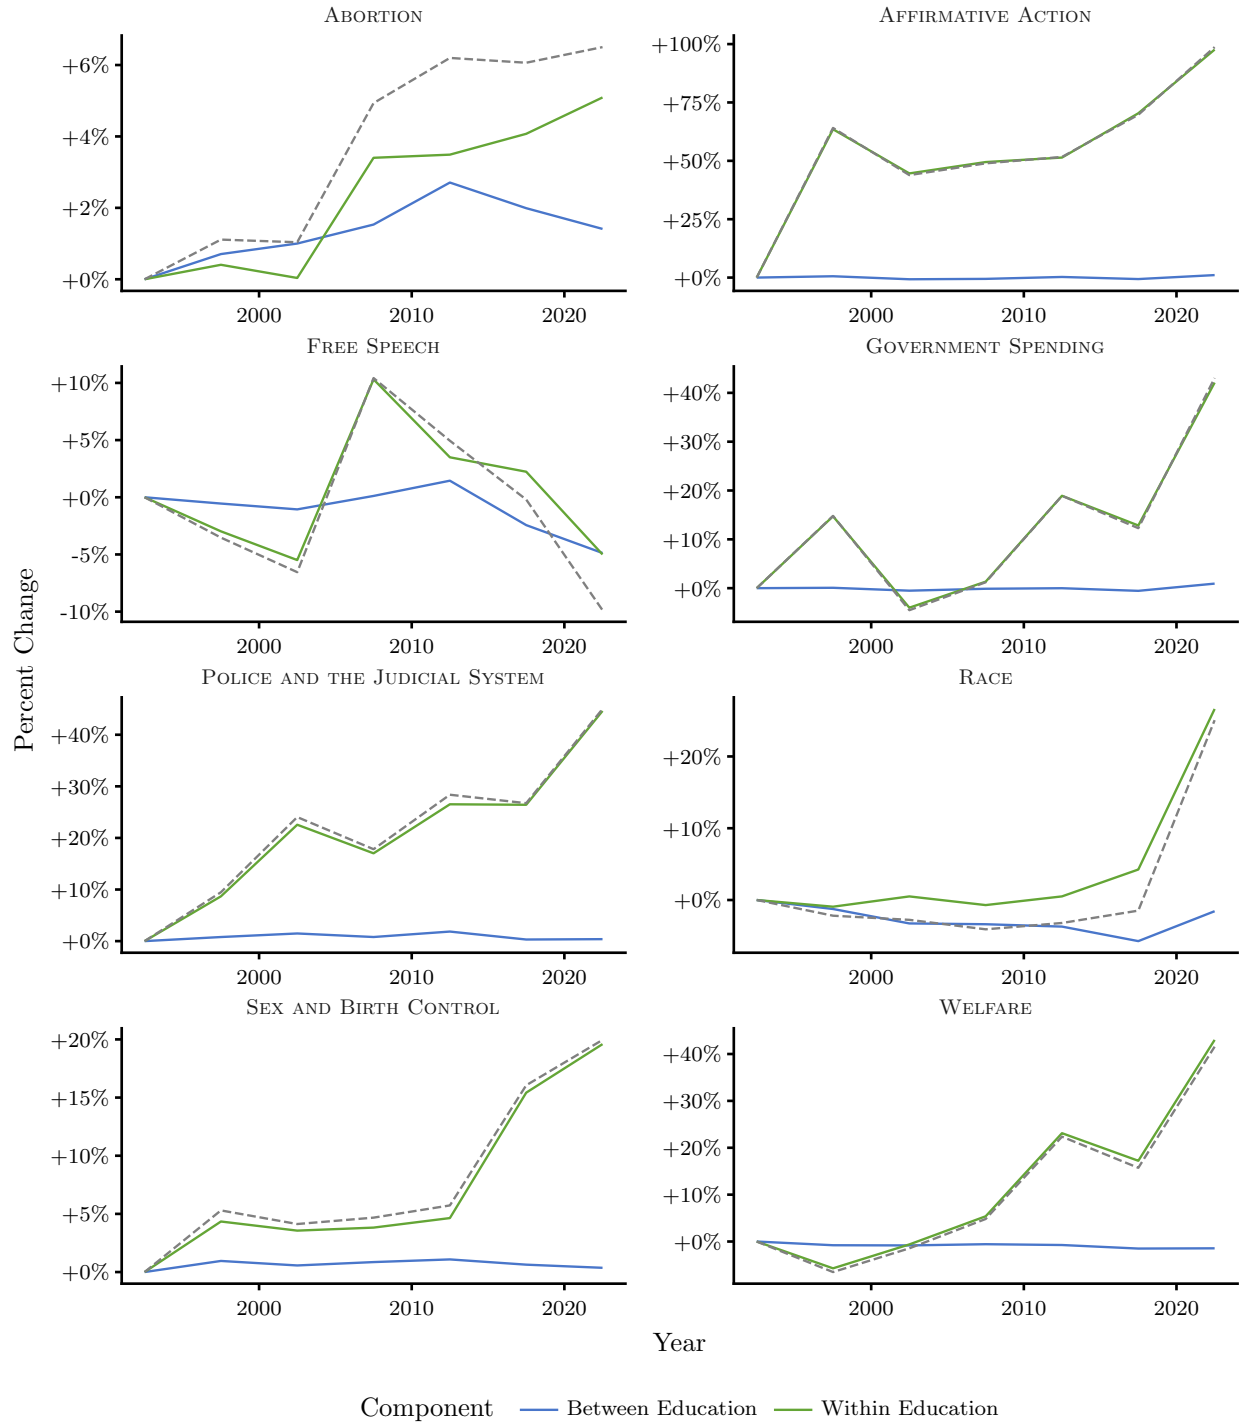 ABORTION
+6%
+4%
+2%
+0%
2000 2010 2020
AFFIRMATIVE ACTION
+100%
+75%
+50%
+25%
+0%
2000 2010 2020
FREE SPEECH
+10%
+5%
+0%
-5%
-10%
2000 2010 2020
GOVERNMENT SPENDING
+40%
+30%
+20%
+10%
+0%
2000 2010 2020
Percent Change
POLICE AND THE JUDICIAL SYSTEM
+40%
+30%
+20%
+10%
+0%
2000 2010 2020
RACE
+20%
+10%
+0%
2000 2010 2020
SEX AND BIRTH CONTROL
+20%
+15%
+10%
+5%
+0%
2000 2010 2020
WELFARE
+40%
+30%
+20%
+10%
+0%
2000 2010 2020
Year
Component Between Education Within Education